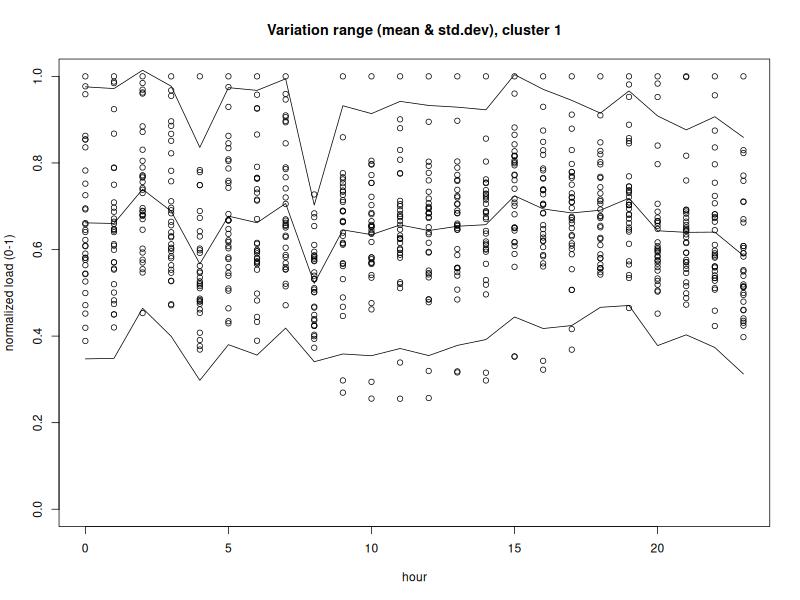 Variation range (mean & std.dev), cluster 1
normalized load (0-1)
1.0
0.8
0.6
0.4
0.2
0.0
0 5 10 15 20
hour